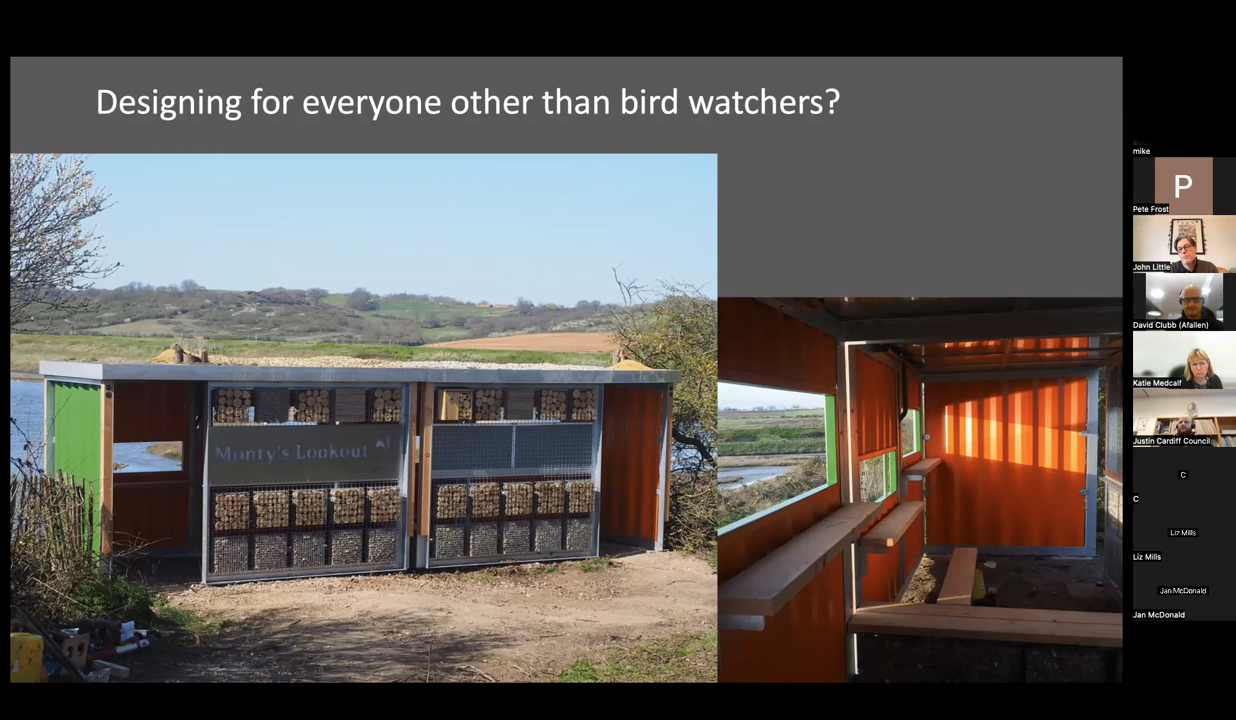 Designing for everyone other than bird watchers?
Monty's Lookout
mike
P
Pete Frost
John Little
David Clubb (Afallen)
Katie Medcalf
Justin Cardiff Council
C
C
Liz Mills
Liz Mills
Jan McDonald
Jan McDonald